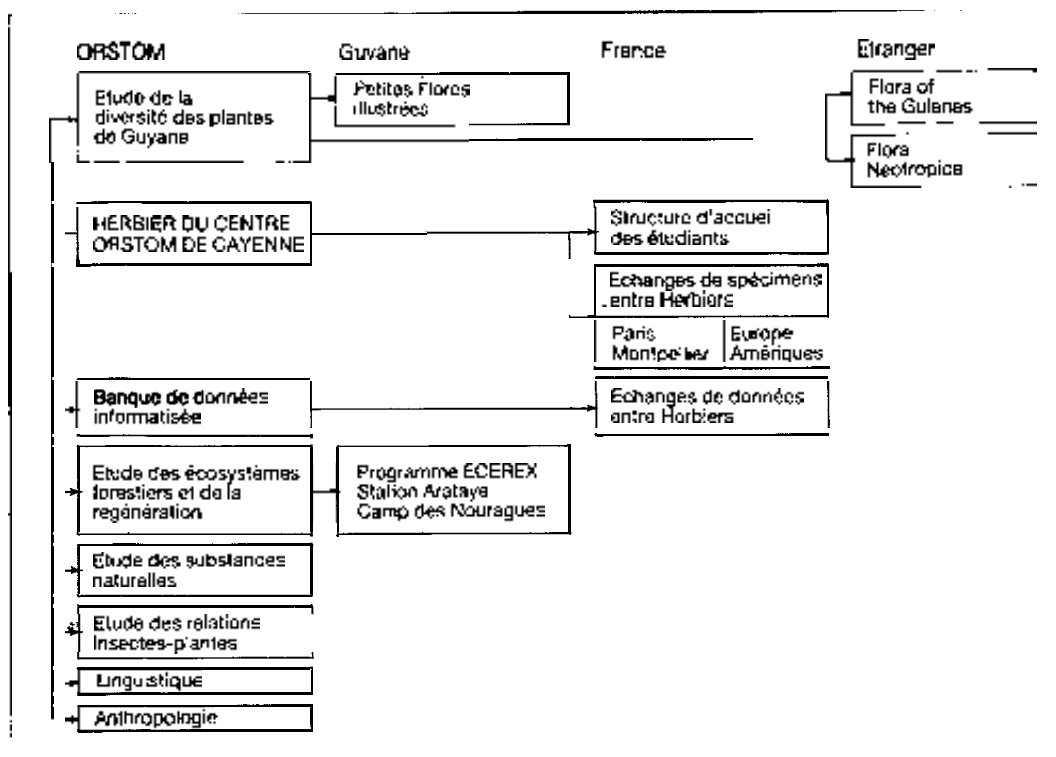 ORSTOM
Guyane
France
Etranger
Etude de la
diversité des plantes
de Guyane
Petites Flores
illustrées
Flora of
the Guianas
Flora
Neotropica
HERBIER DU CENTRE
ORSTOM DE CAYENNE
Structure d'accueil
des étudiants
Echanges de spécimens
entre Herbiers
Paris
Montpellier
Europe
Amériques
Banque de données
informatisée
Echanges de données
entre Herbiers
Etude des écosystèmes
forestiers et de la
regénération
Programme ECEREX
Station Arataye
Camp des Nouragues
Etude des substances
naturelles
Etude des relations
Insectes-plantes
Linguistique
Anthropologie